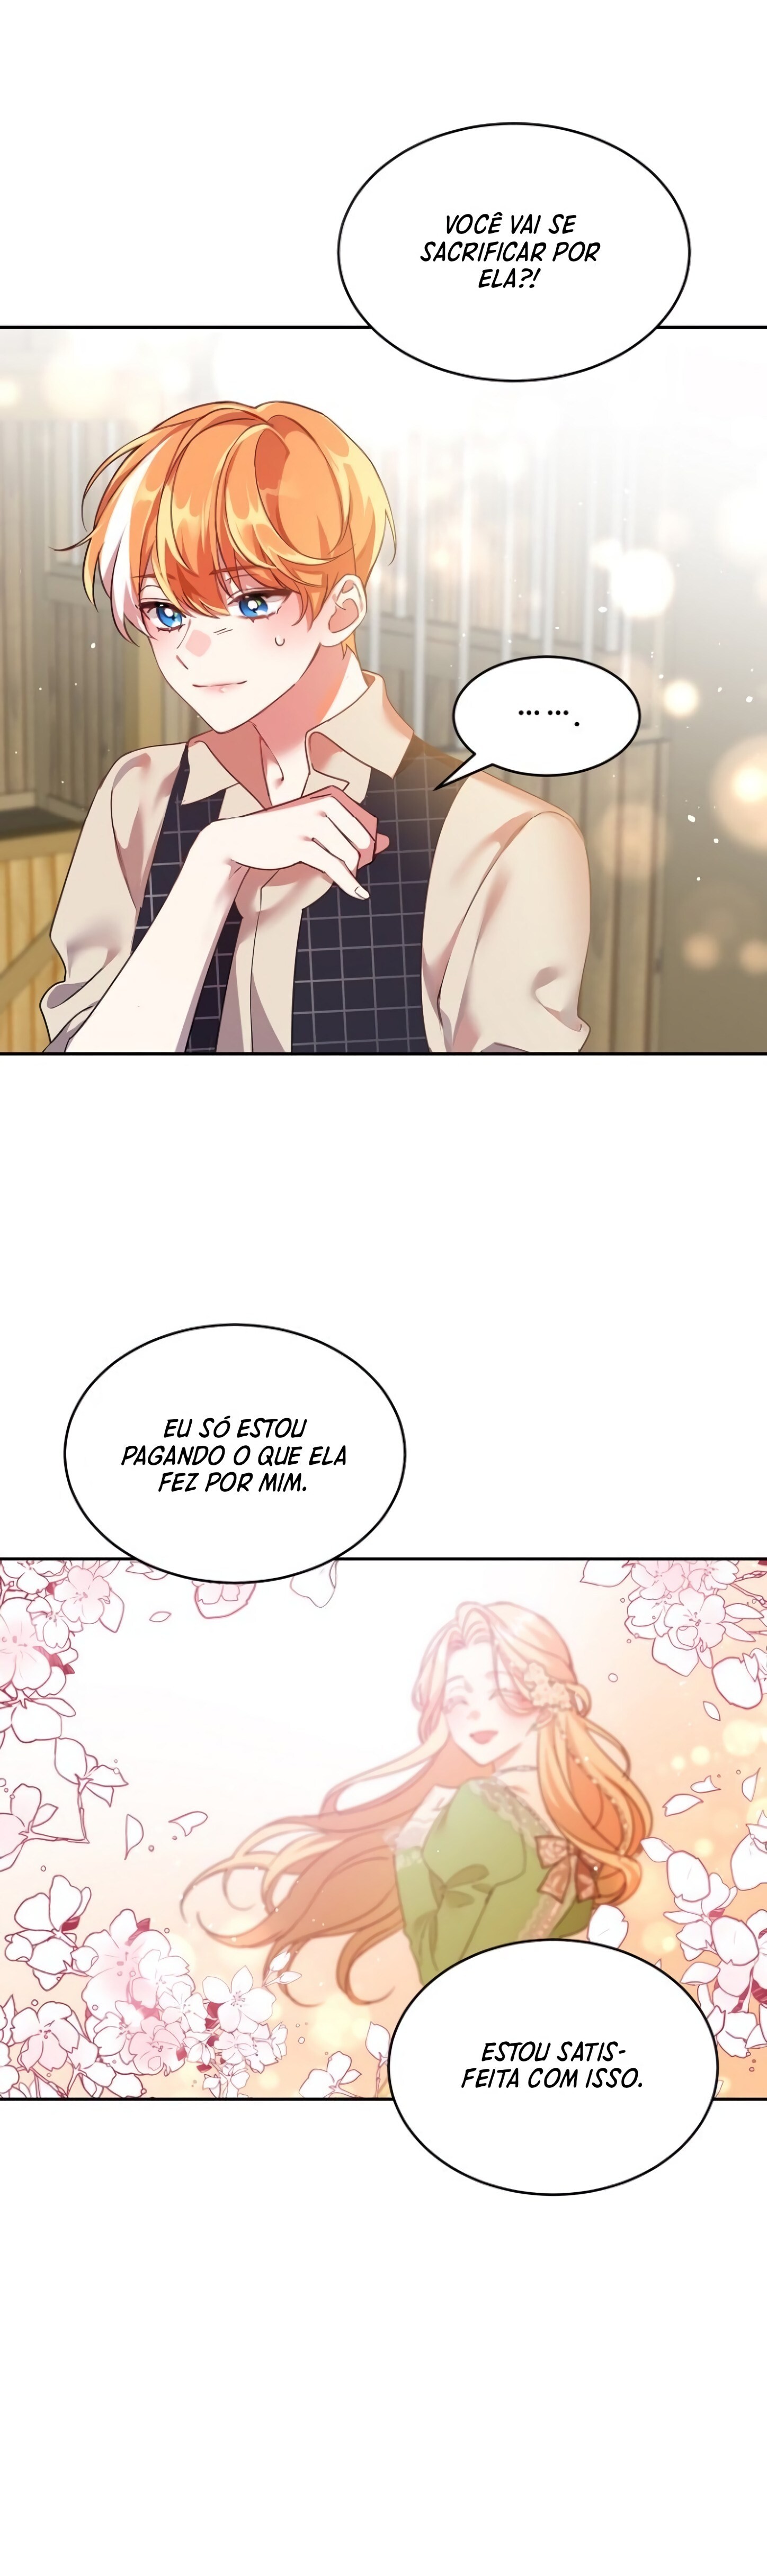 VOCÊ VAI SE
SACRIFICAR POR
ELA?!
... ... .
EU SÓ ESTOU
PAGANDO O QUE ELA
FEZ POR MIM.
ESTOU SATIS-
FEITA COM ISSO.